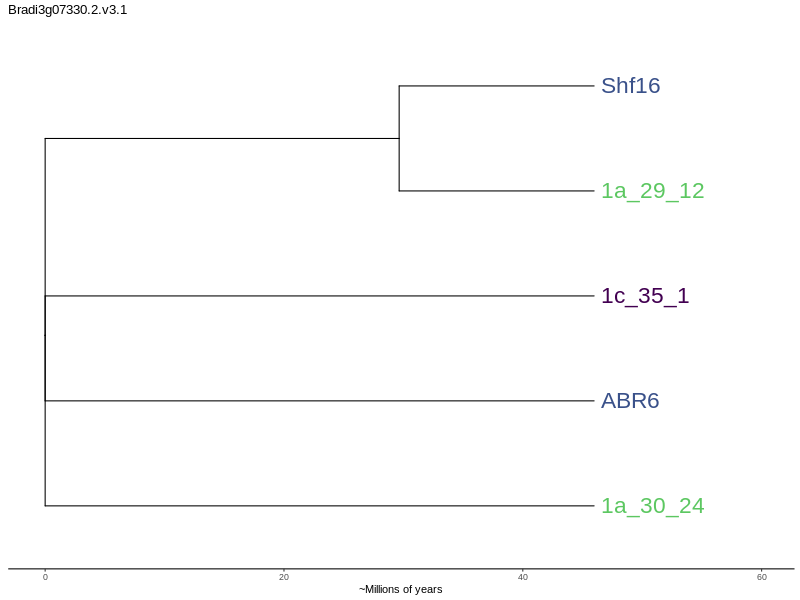 Bradi3g07330.2.v3.1
Shf16
1a_29_12
1c_35_1
ABR6
1a_30_24
0 20 40 60
~Millions of years